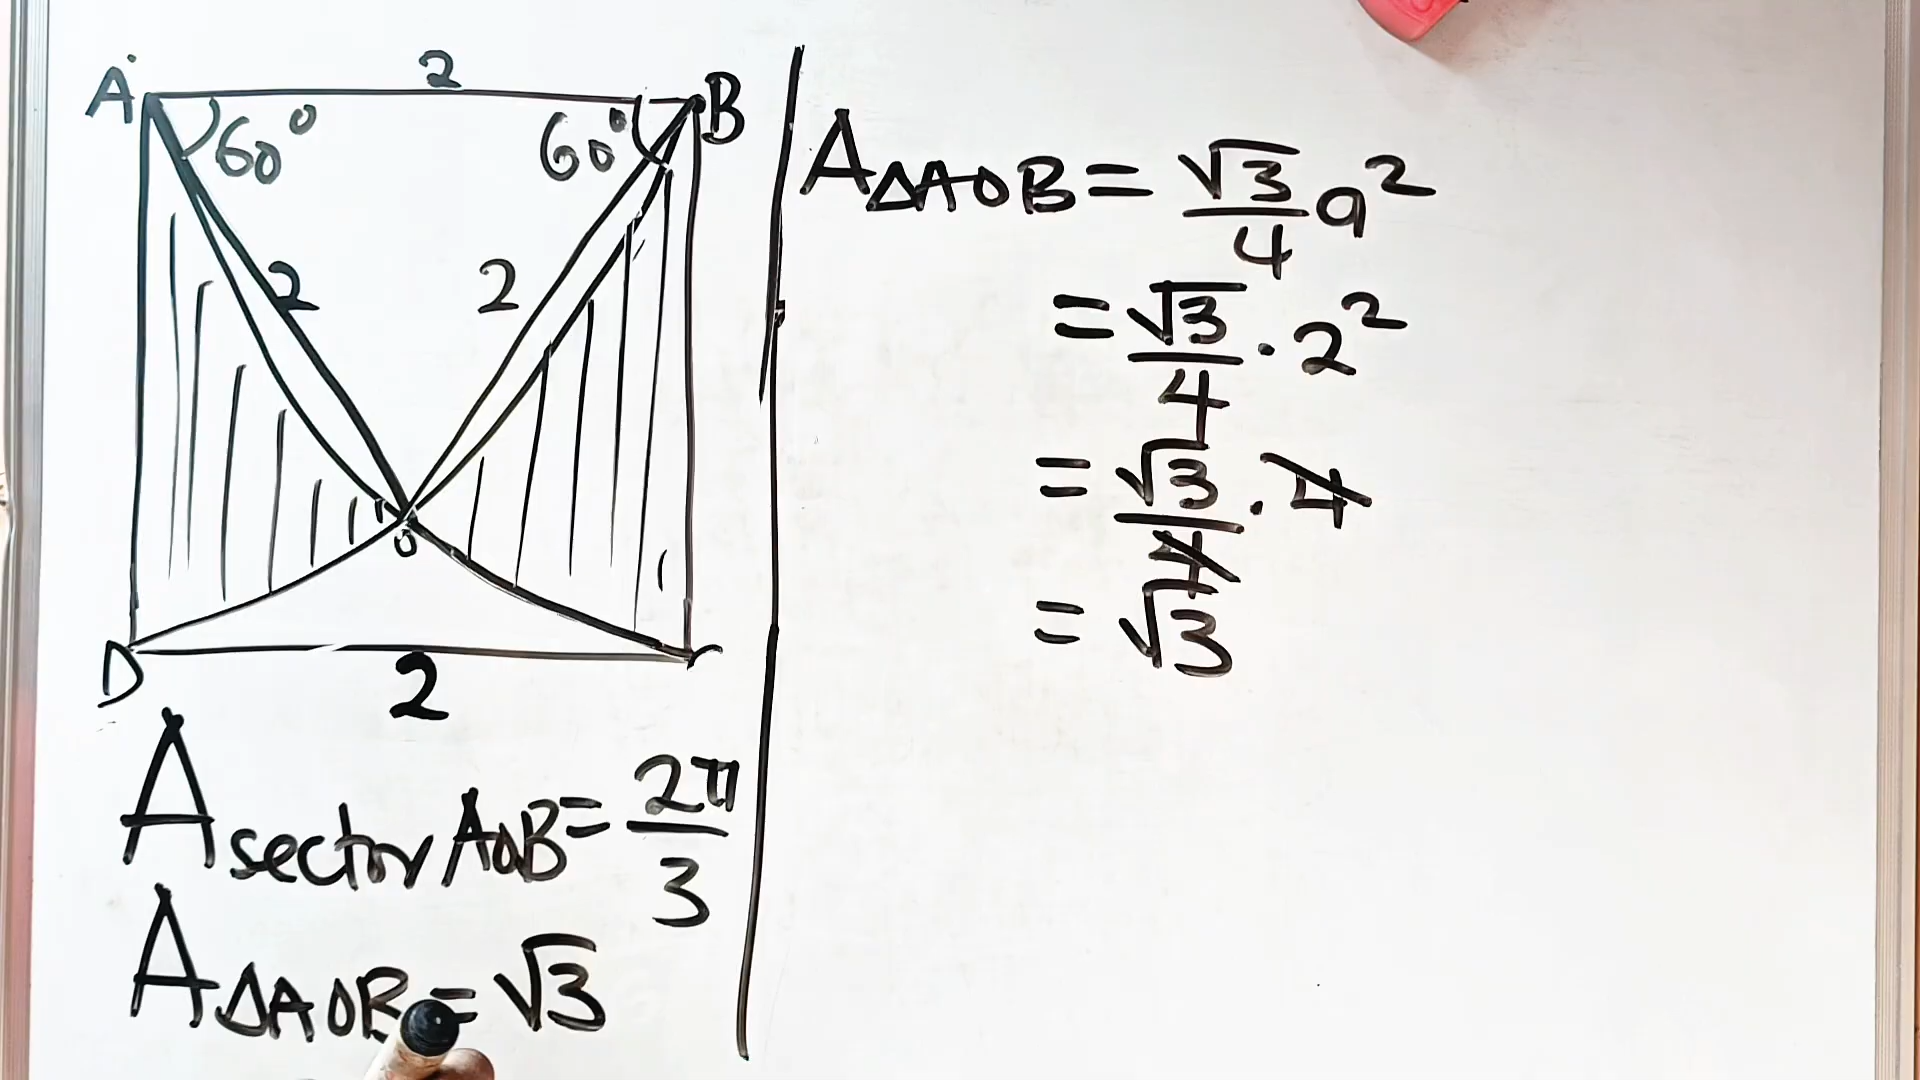 A 2 B
60° 60°
2 2
O
D 2 C
A sector AOB = 2π/3
A ΔAOB = √3
A ΔAOB = √3/4 a²
= √3/4 · 2²
= √3/4 · 4
= √3